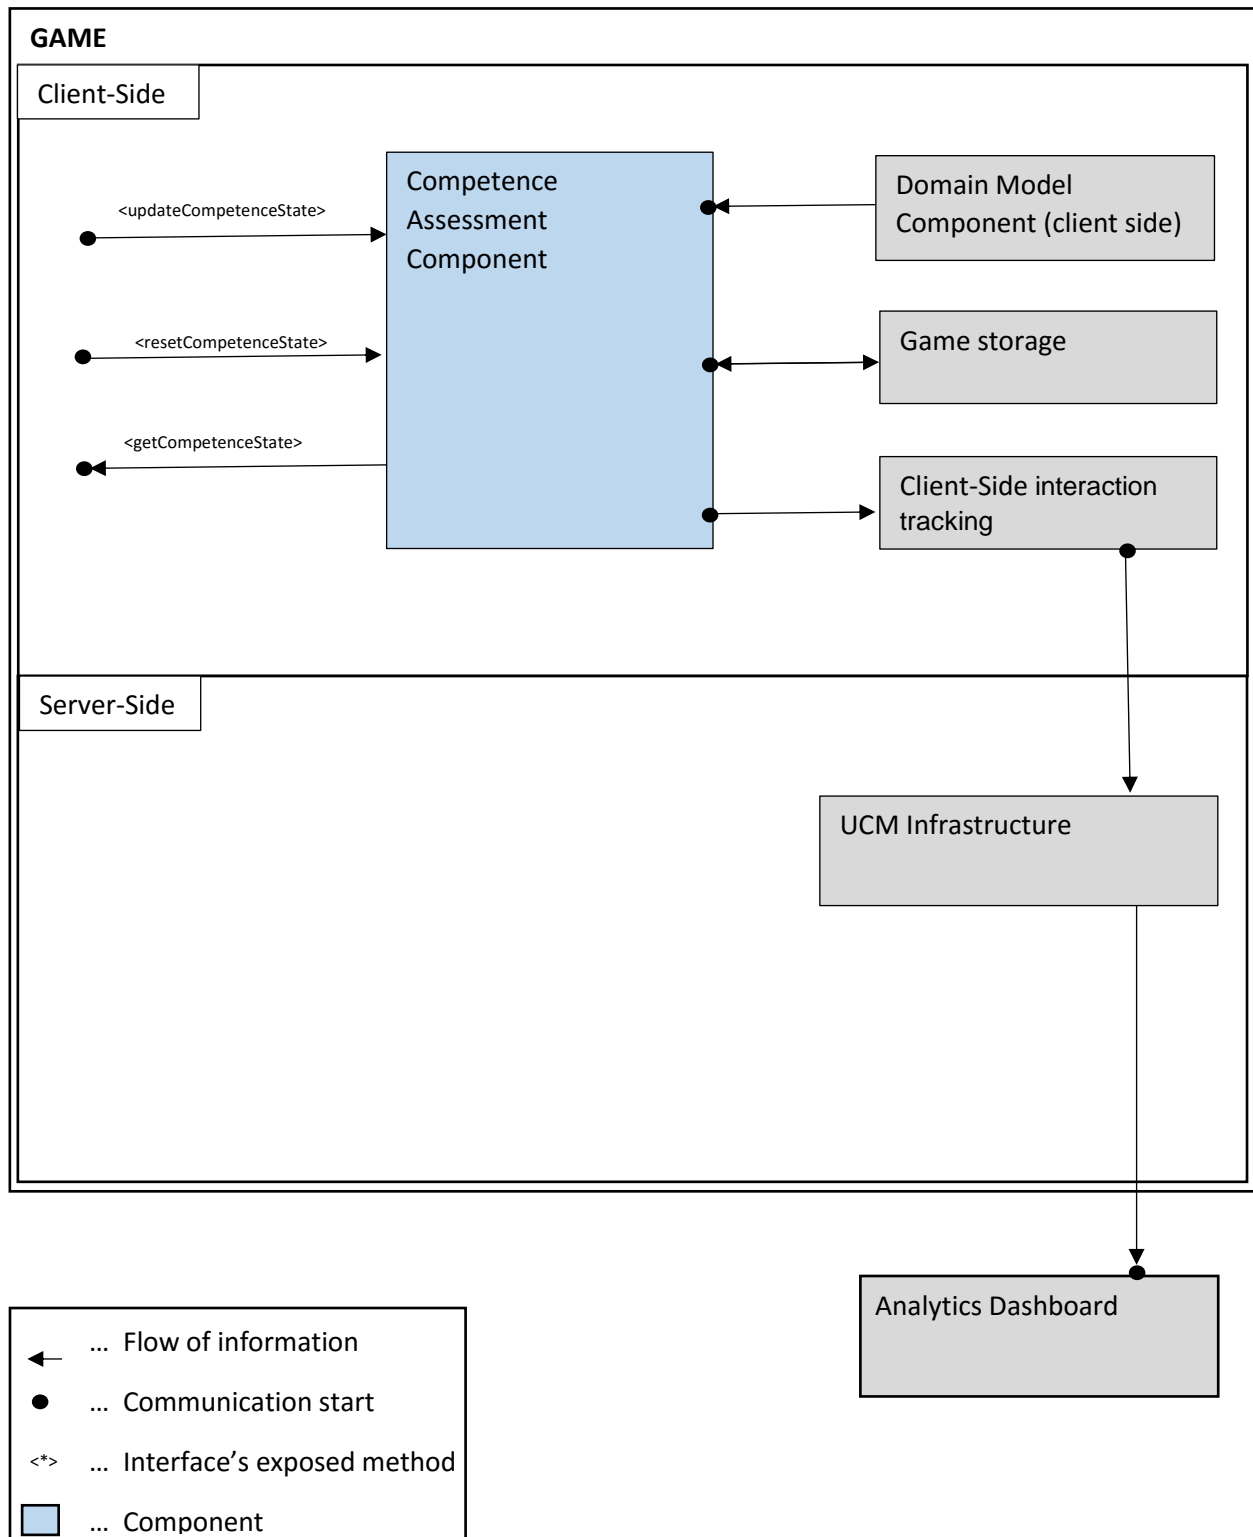 GAME
Client-Side
<updateCompetenceState>
<resetCompetenceState>
<getCompetenceState>
Competence
Assessment
Component
Domain Model
Component (client side)
Game storage
Client-Side interaction
tracking
Server-Side
UCM Infrastructure
Analytics Dashboard
... Flow of information
... Communication start
<*> ... Interface’s exposed method
... Component